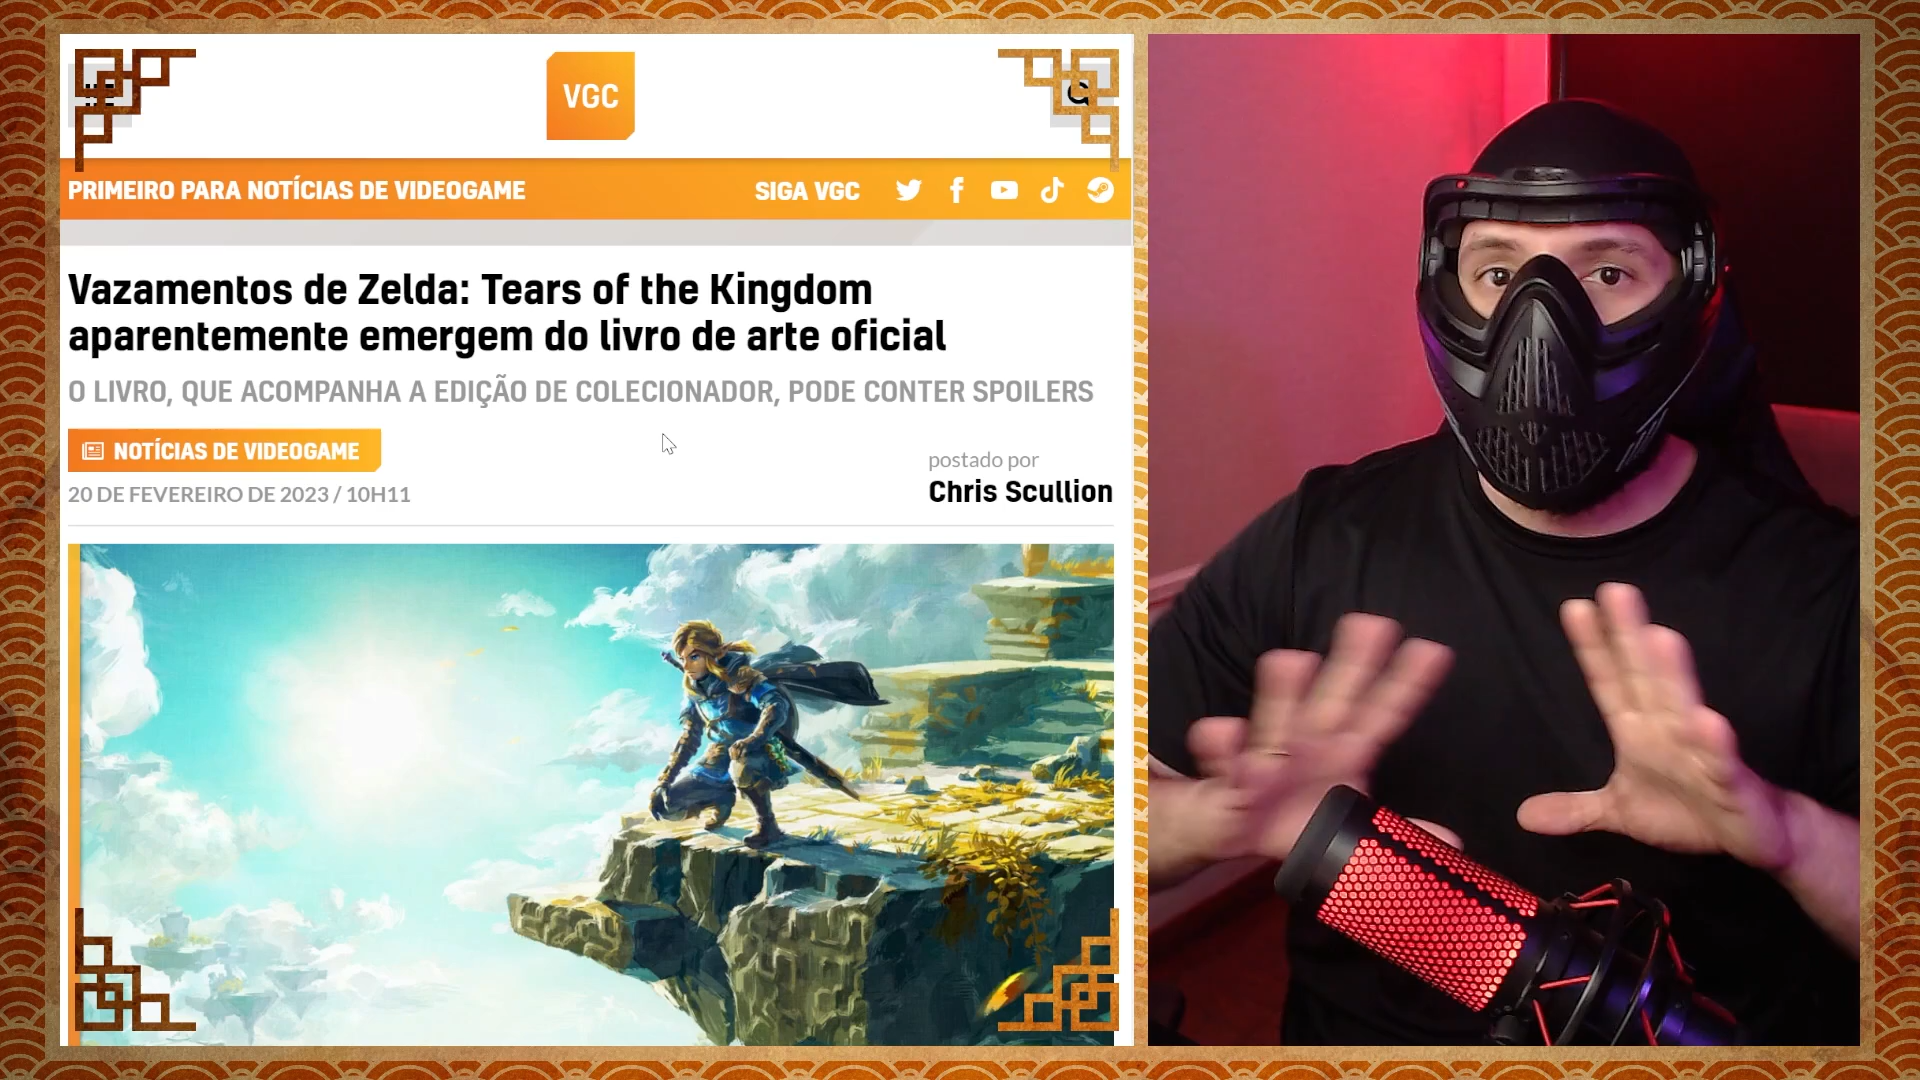 VGC
PRIMEIRO PARA NOTÍCIAS DE VIDEOGAME
SIGA VGC
Vazamentos de Zelda: Tears of the Kingdom
aparentemente emergem do livro de arte oficial
O LIVRO, QUE ACOMPANHA A EDIÇÃO DE COLECIONADOR, PODE CONTER SPOILERS
NOTÍCIAS DE VIDEOGAME
20 DE FEVEREIRO DE 2023 / 10H11
postado por
Chris Scullion